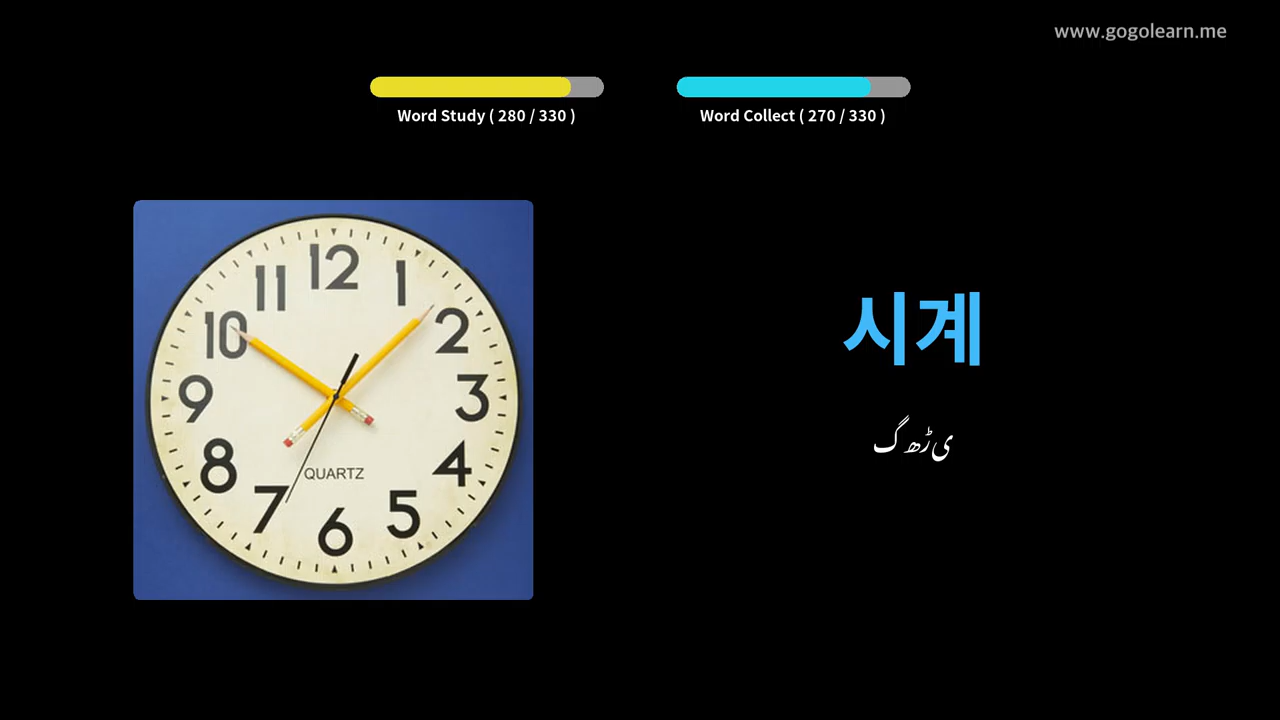 www.gogolearn.me
Word Study ( 280 / 330 )
Word Collect ( 270 / 330 )
12
11
1
10
2
9
3
8
4
QUARTZ
7
5
6
시계
گ ھڑی